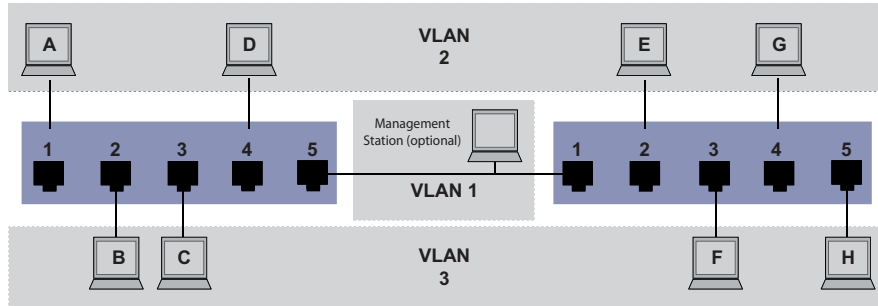 A
D
VLAN
2
E
G
1
2
3
4
5
Management
Station (optional)
VLAN 1
1
2
3
4
5
B
C
VLAN
3
F
H